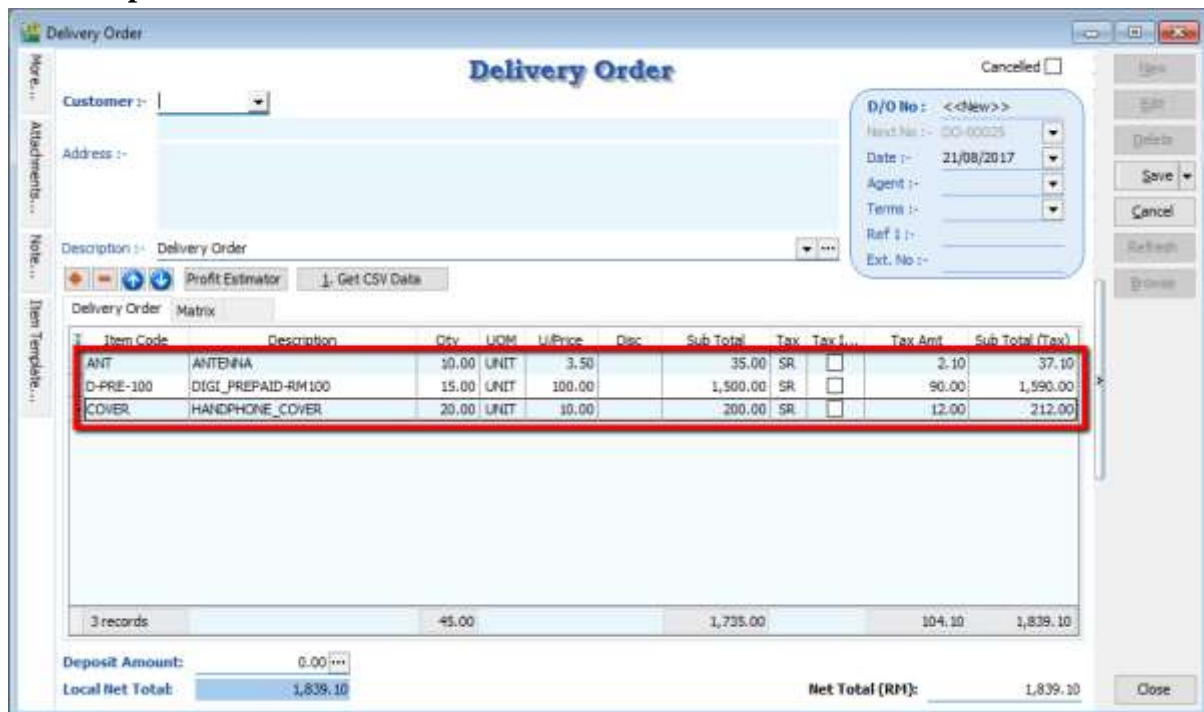 Delivery Order
Delivery Order
Cancelled
Customer :-
Address :-
D/O No : <<New>>
Next No :- DO-00025
Date :- 21/08/2017
Agent :-
Terms :-
Ref 1 :-
Ext. No :-
Description :- Delivery Order
Profit Estimator 1. Get CSV Data
Delivery Order Matrix
Item Code Description Qty UOM U/Price Disc Sub Total Tax Tax I... Tax Amt Sub Total (Tax)
ANT ANTENNA 10.00 UNIT 3.50 35.00 SR 2.10 37.10
D-PRE-100 DIGI_PREPAID-RM100 15.00 UNIT 100.00 1,500.00 SR 90.00 1,590.00
COVER HANDPHONE_COVER 20.00 UNIT 10.00 200.00 SR 12.00 212.00
3 records 45.00 1,735.00 104.10 1,839.10
Deposit Amount: 0.00
Local Net Total: 1,839.10
Net Total (RM): 1,839.10
More...
Attachments...
Note...
Item Template...
New
Edit
Delete
Save
Cancel
Refresh
Browse
Close